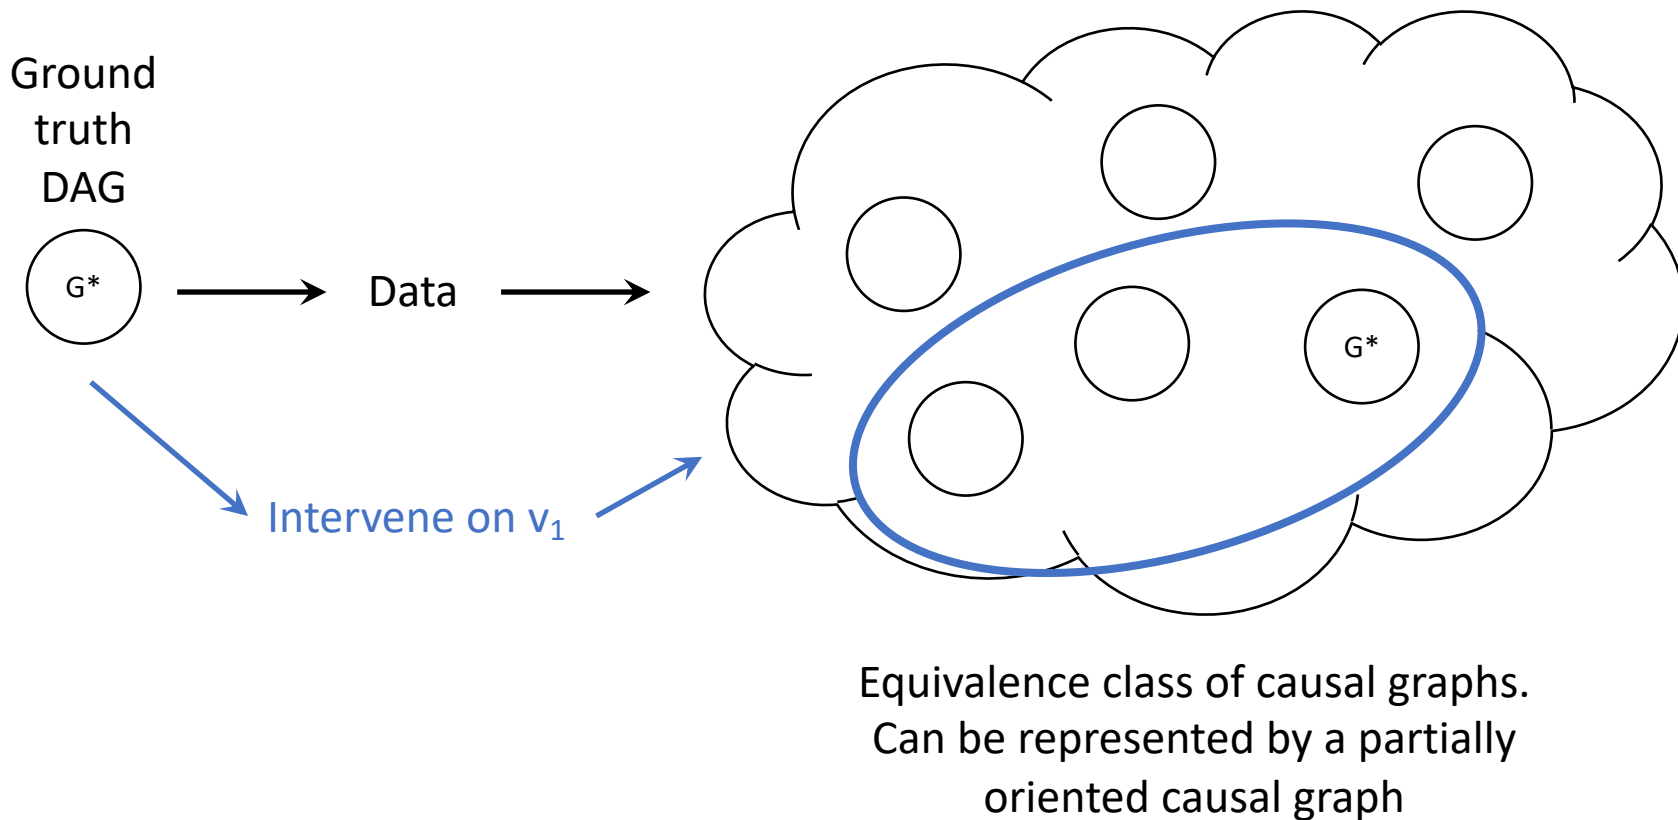 Ground
truth
DAG
G*
Data
G*
Intervene on v₁
Equivalence class of causal graphs.
Can be represented by a partially
oriented causal graph